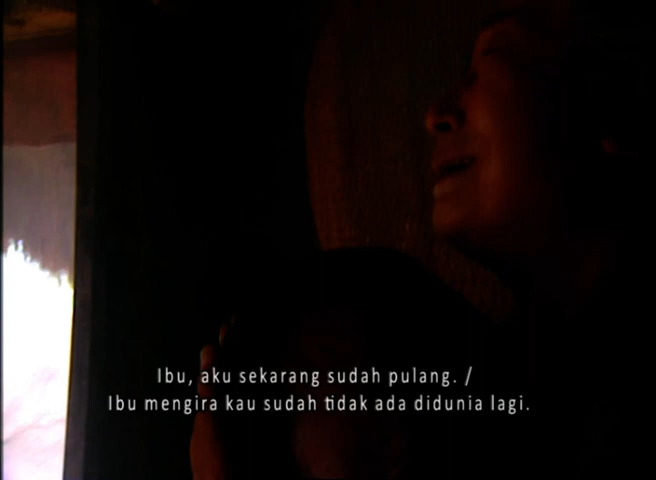 Ibu, aku sekarang sudah pulang. /
Ibu mengira kau sudah tidak ada didunia lagi.